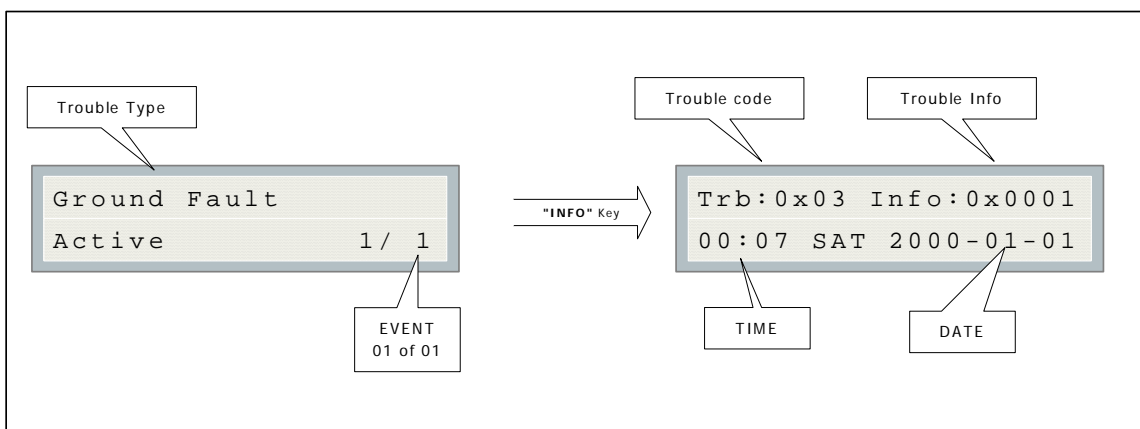 Trouble Type
Ground Fault
Active 1/ 1
EVENT
01 of 01
"INFO" Key
Trouble code
Trouble Info
Trb:0x03 Info:0x0001
00:07 SAT 2000-01-01
TIME
DATE